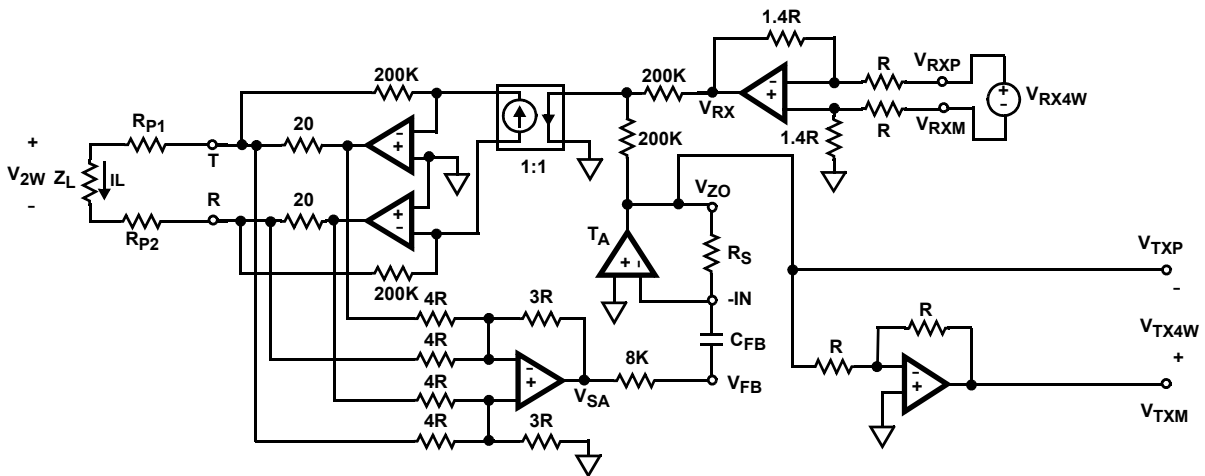 1.4R
200K
200K
R
V_RXP
V_RX
V_RX4W
R
V_RXM
1.4R
R_P1
20
T
200K
1:1
V_2W
Z_L
IL
R
20
R_P2
200K
V_ZO
T_A
R_S
-IN
C_FB
V_FB
V_TXP
V_TX4W
V_TXM
R
R
4R
3R
4R
8K
V_SA
4R
4R
3R
+
-
+
-
+
-
+
-
+
-
+
-
+
-
+
-
+
-
-
+